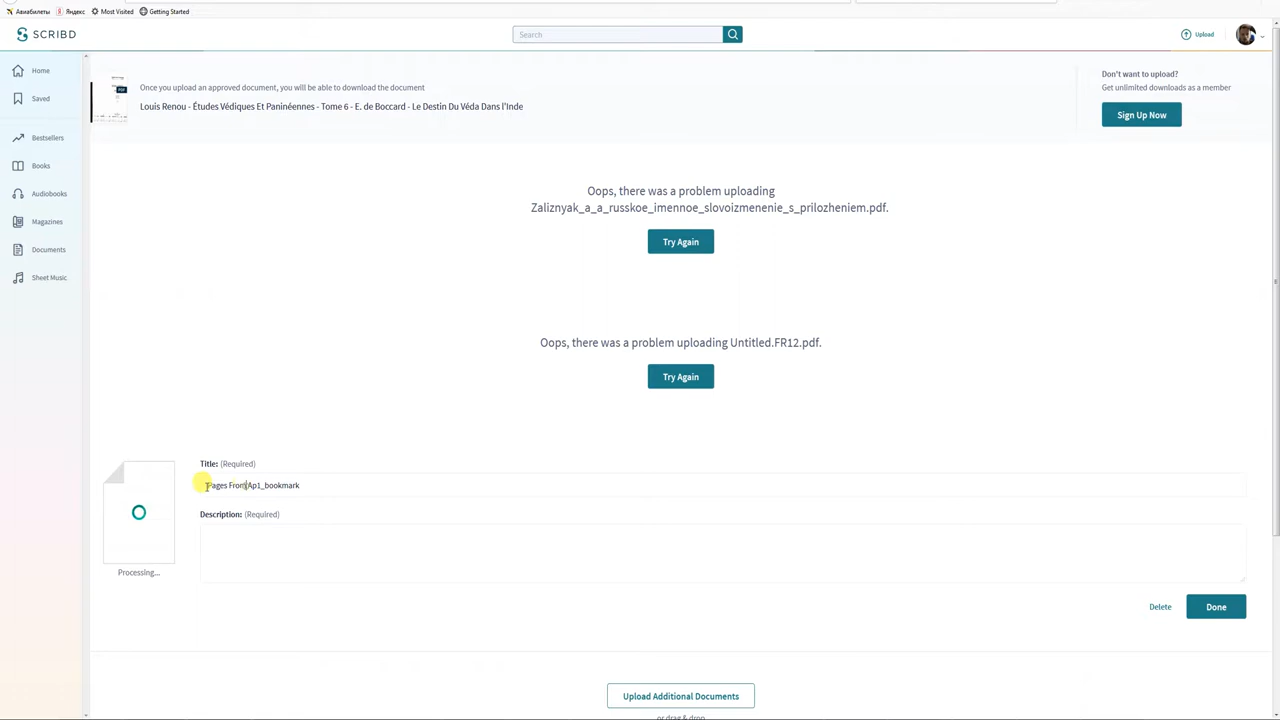 Авиабилеты Яндекс Most Visited Getting Started
SCRIBD
Search
Upload
Home
Saved
Bestsellers
Books
Audiobooks
Magazines
Documents
Sheet Music
PDF
Once you upload an approved document, you will be able to download the document
Louis Renou - Études Védiques Et Paninéennes - Tome 6 - E. de Boccard - Le Destin Du Véda Dans l'Inde
Don't want to upload?
Get unlimited downloads as a member
Sign Up Now
Oops, there was a problem uploading
Zaliznyak_a_a_russkoe_imennoe_slovoizmenenie_s_prilozheniem.pdf.
Try Again
Oops, there was a problem uploading Untitled.FR12.pdf.
Try Again
Title: (Required)
Pages From Ap1_bookmark
Description: (Required)
Processing...
Delete
Done
Upload Additional Documents
or drag & drop